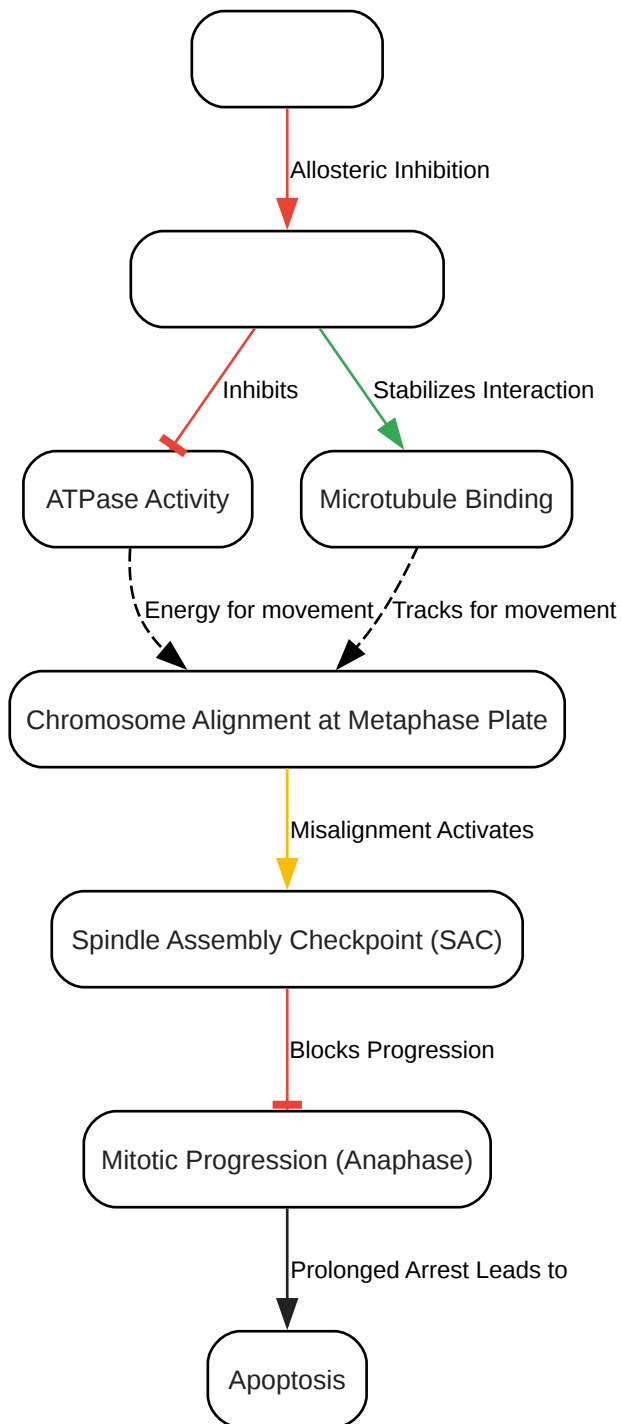 Allosteric Inhibition
Inhibits
Stabilizes Interaction
ATPase Activity
Microtubule Binding
Energy for movement
Tracks for movement
Chromosome Alignment at Metaphase Plate
Misalignment Activates
Spindle Assembly Checkpoint (SAC)
Blocks Progression
Mitotic Progression (Anaphase)
Prolonged Arrest Leads to
Apoptosis